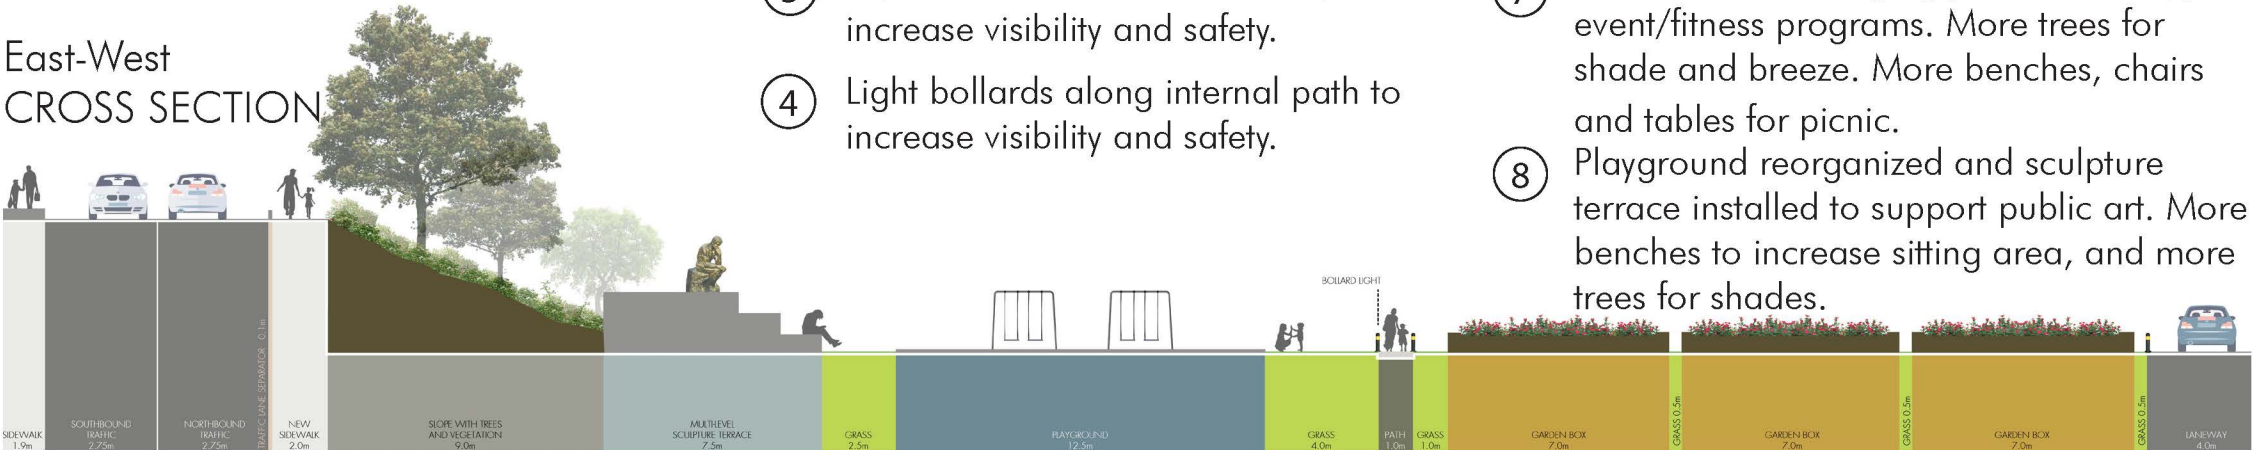 East-West
CROSS SECTION
increase visibility and safety.
4 Light bollards along internal path to
increase visibility and safety.
event/fitness programs. More trees for
shade and breeze. More benches, chairs
and tables for picnic.
8 Playground reorganized and sculpture
terrace installed to support public art. More
benches to increase sitting area, and more
trees for shades.
BOLLARD LIGHT
SIDEWALK
1.9m
SOUTHBOUND
TRAFFIC
2.75m
NORTHBOUND
TRAFFIC
2.75m
TRAFFIC LANE SEPARATOR 0.1m
NEW
SIDEWALK
2.0m
SLOPE WITH TREES
AND VEGETATION
9.0m
MULTILEVEL
SCULPTURE TERRACE
7.5m
GRASS
2.5m
PLAYGROUND
12.5m
GRASS
4.0m
PATH
1.0m
GRASS
1.0m
GARDEN BOX
7.0m
GRASS 0.5m
GARDEN BOX
7.0m
GRASS 0.5m
GARDEN BOX
7.0m
GRASS 0.5m
LANEWAY
4.0m